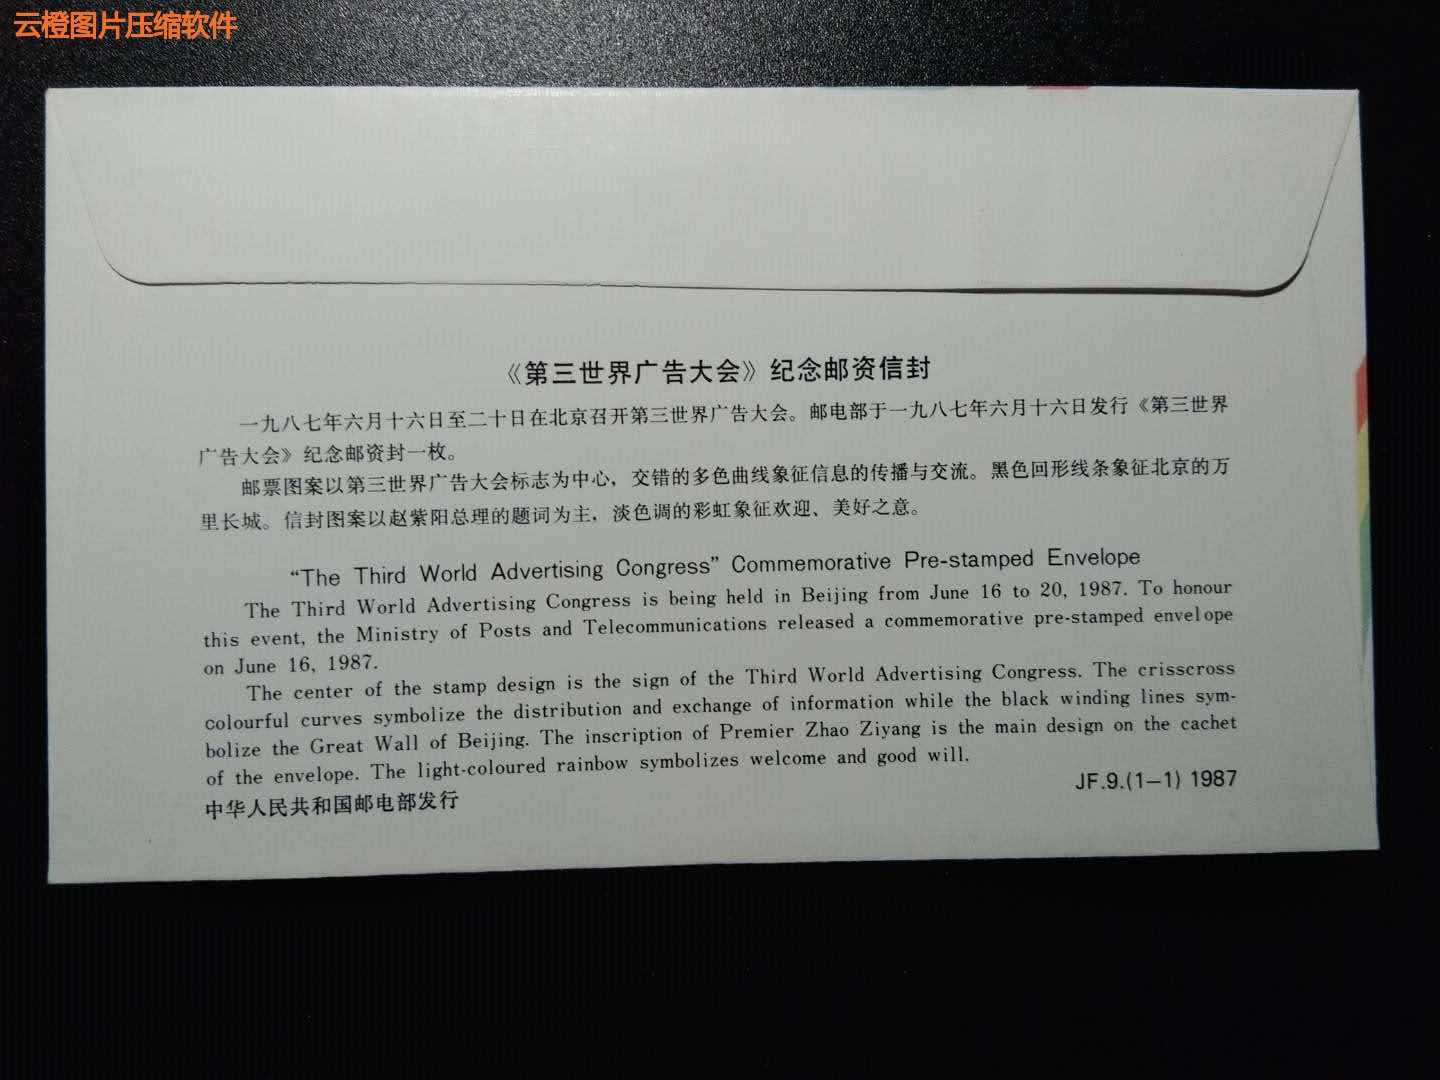 云橙图片压缩软件
《第三世界广告大会》纪念邮资信封
一九八七年六月十六日至二十日在北京召开第三世界广告大会。邮电部于一九八七年六月十六日发行《第三世界
广告大会》纪念邮资封一枚。
邮票图案以第三世界广告大会标志为中心，交错的多色曲线象征信息的传播与交流。黑色回形线条象征北京的万
里长城。信封图案以赵紫阳总理的题词为主，淡色调的彩虹象征欢迎、美好之意。
“The Third World Advertising Congress” Commemorative Pre-stamped Envelope
The Third World Advertising Congress is being held in Beijing from June 16 to 20, 1987. To honour
this event, the Ministry of Posts and Telecommunications released a commemorative pre-stamped envelope
on June 16, 1987.
The center of the stamp design is the sign of the Third World Advertising Congress. The crisscross
colourful curves symbolize the distribution and exchange of information while the black winding lines sym-
bolize the Great Wall of Beijing. The inscription of Premier Zhao Ziyang is the main design on the cachet
of the envelope. The light-coloured rainbow symbolizes welcome and good will.
中华人民共和国邮电部发行
JF.9.(1—1) 1987